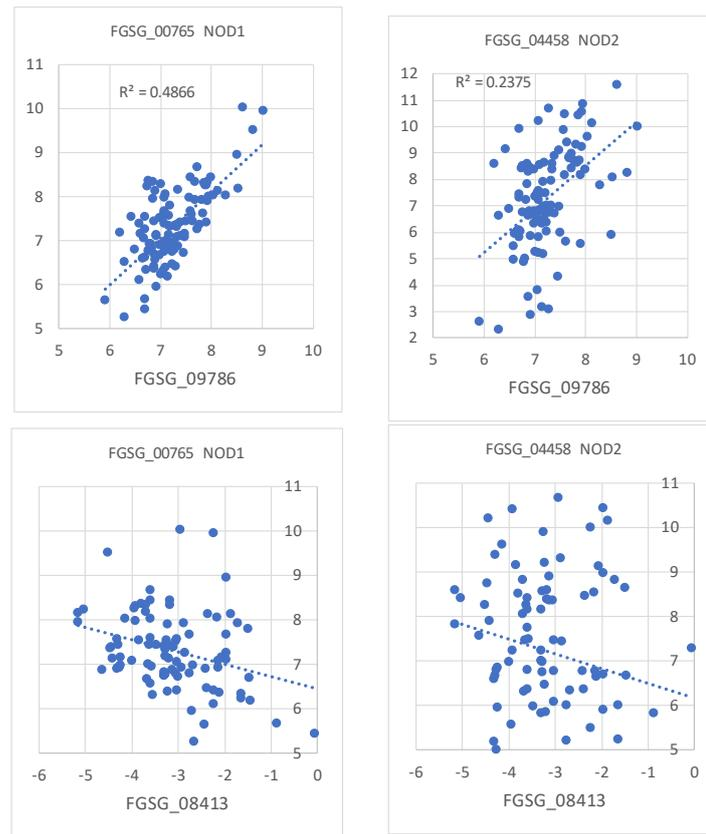 FGSG_00765 NOD1
R² = 0.4866
11
10
9
8
7
6
5
5 6 7 8 9 10
FGSG_09786
FGSG_04458 NOD2
R² = 0.2375
12
11
10
9
8
7
6
5
4
3
2
5 6 7 8 9 10
FGSG_09786
FGSG_00765 NOD1
11
10
9
8
7
6
5
-6 -5 -4 -3 -2 -1 0
FGSG_08413
FGSG_04458 NOD2
11
10
9
8
7
6
5
-6 -5 -4 -3 -2 -1 0
FGSG_08413